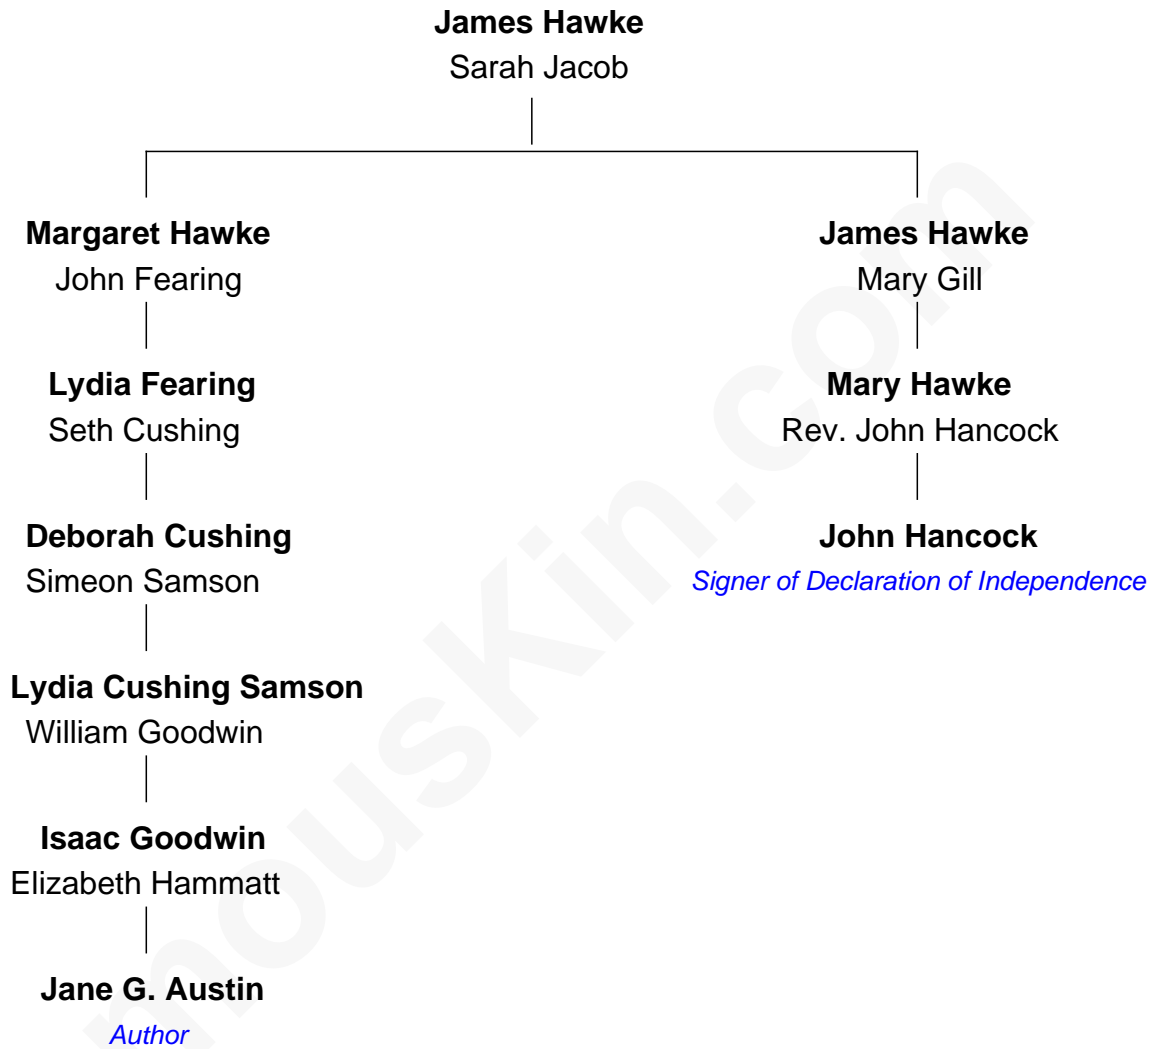 James Hawke
Sarah Jacob
Margaret Hawke
John Fearing
James Hawke
Mary Gill
Lydia Fearing
Seth Cushing
Mary Hawke
Rev. John Hancock
Deborah Cushing
Simeon Samson
John Hancock
Signer of Declaration of Independence
Lydia Cushing Samson
William Goodwin
Isaac Goodwin
Elizabeth Hammatt
Jane G. Austin
Author
mouskin.com